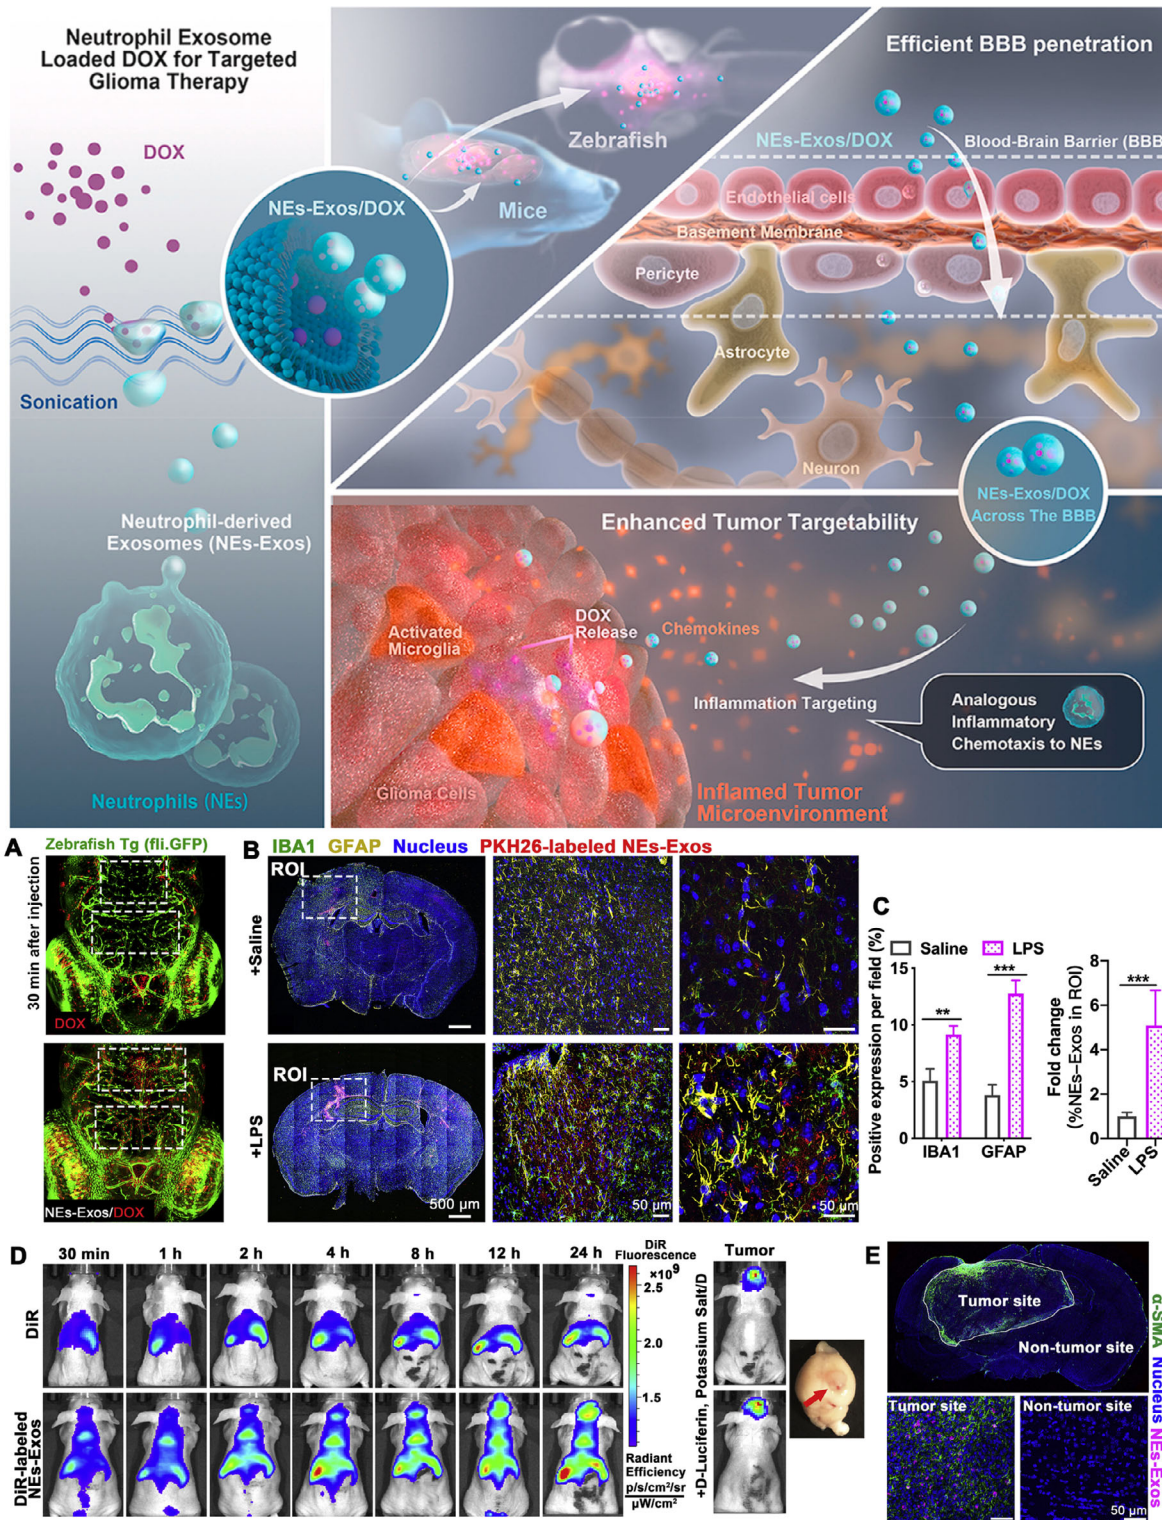 Neutrophil Exosome
Loaded DOX for Targeted
Glioma Therapy
DOX
Sonication
Neutrophil-derived
Exosomes (NEs-Exo)
Neutrophils (NEs)
NEs-Exos/DOX
Zebrafish
Mice
Efficient BBB penetration
NEs-Exos/DOX
Blood-Brain Barrier (BBB)
Endothelial cells
Basement Membrane
Pericyte
Astrocyte
Neuron
NEs-Exos/DOX
Across The BBB
Enhanced Tumor Targetability
Activated
Microglia
DOX
Release
Chemokines
Inflammation Targeting
Analogous
Inflammatory
Chemotaxis to NEs
Glioma Cells
Inflamed Tumor
Microenvironment
A
Zebrafish Tg (fli.GFP)
30 min after injection
DOX
NEs-Exos/DOX
B
IBA1 GFAP Nucleus PKH26-labeled NEs-Exos
ROI
+Saline
ROI
+LPS
500 µm
50 µm
50 µm
C
Saline LPS
Positive expression per field (%)
15
10
5
0
**
***
IBA1 GFAP
Fold change
(%NEs-Exos in ROI)
8
6
4
2
0
***
Saline
LPS
D
30 min 1 h 2 h 4 h 8 h 12 h 24 h
DiR
DiR-labeled
NEs-Exos
DiR
Fluorescence
×10⁹
2.5
2.0
1.5
Radiant
Efficiency
p/s/cm²/sr
µW/cm²
Tumor
+D-Luciferin, Potassium Salt/D
E
Tumor site
Non-tumor site
Tumor site
Non-tumor site
50 µm
α-SMA Nucleus NEs-Exos